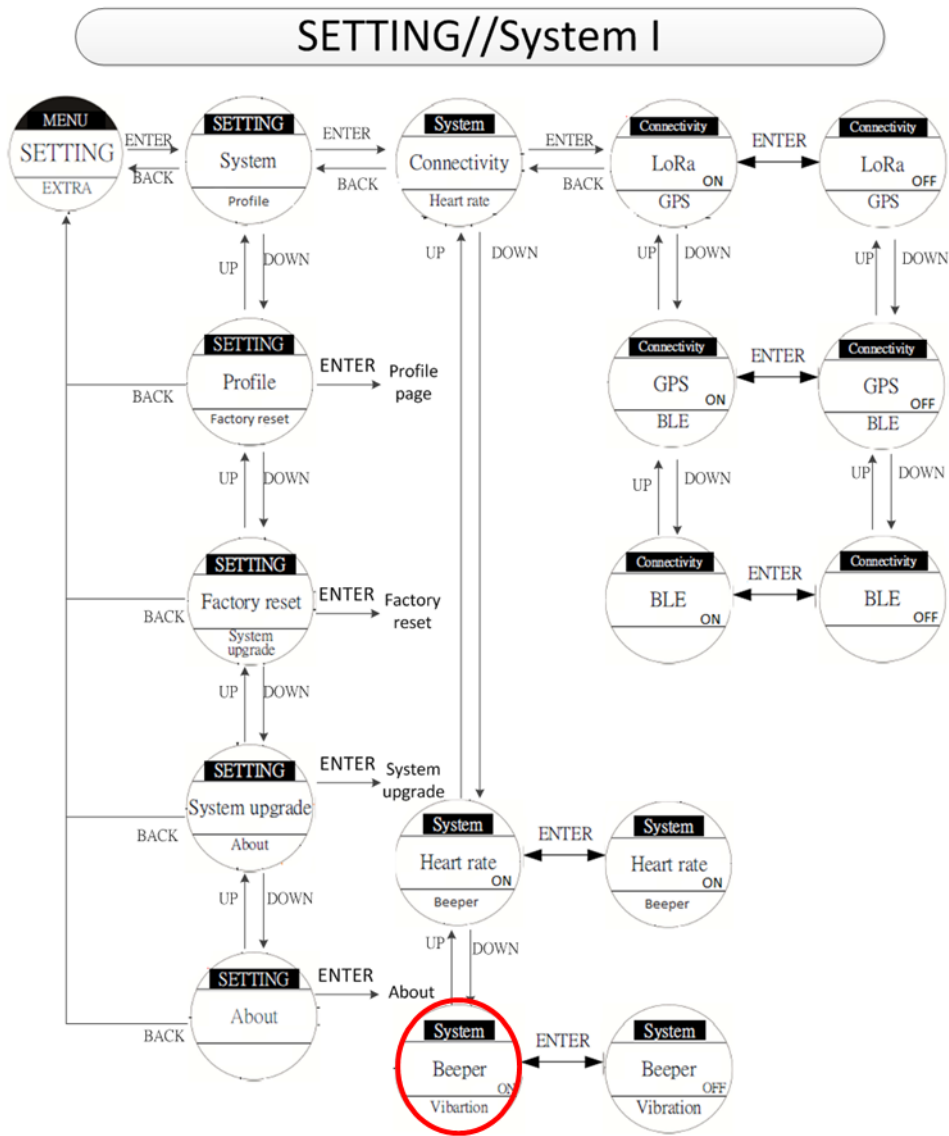 SETTING//System I
MENU
SETTING
EXTRA
ENTER
BACK
SETTING
System
Profile
ENTER
BACK
System
Connectivity
Heart rate
ENTER
BACK
Connectivity
LoRa
ON
GPS
ENTER
Connectivity
LoRa
OFF
GPS
UP
DOWN
UP
DOWN
UP
DOWN
UP
DOWN
SETTING
Profile
Factory reset
BACK
ENTER
Profile
page
Connectivity
GPS
ON
BLE
ENTER
Connectivity
GPS
OFF
BLE
UP
DOWN
UP
DOWN
UP
DOWN
SETTING
Factory reset
System
upgrade
BACK
ENTER
Factory
reset
Connectivity
BLE
ON
ENTER
Connectivity
BLE
OFF
UP
DOWN
SETTING
System upgrade
About
BACK
ENTER
System
upgrade
System
Heart rate
ON
Beeper
ENTER
System
Heart rate
ON
Beeper
UP
DOWN
UP
DOWN
SETTING
About
BACK
ENTER
About
System
Beeper
ON
Vibartion
ENTER
System
Beeper
OFF
Vibration